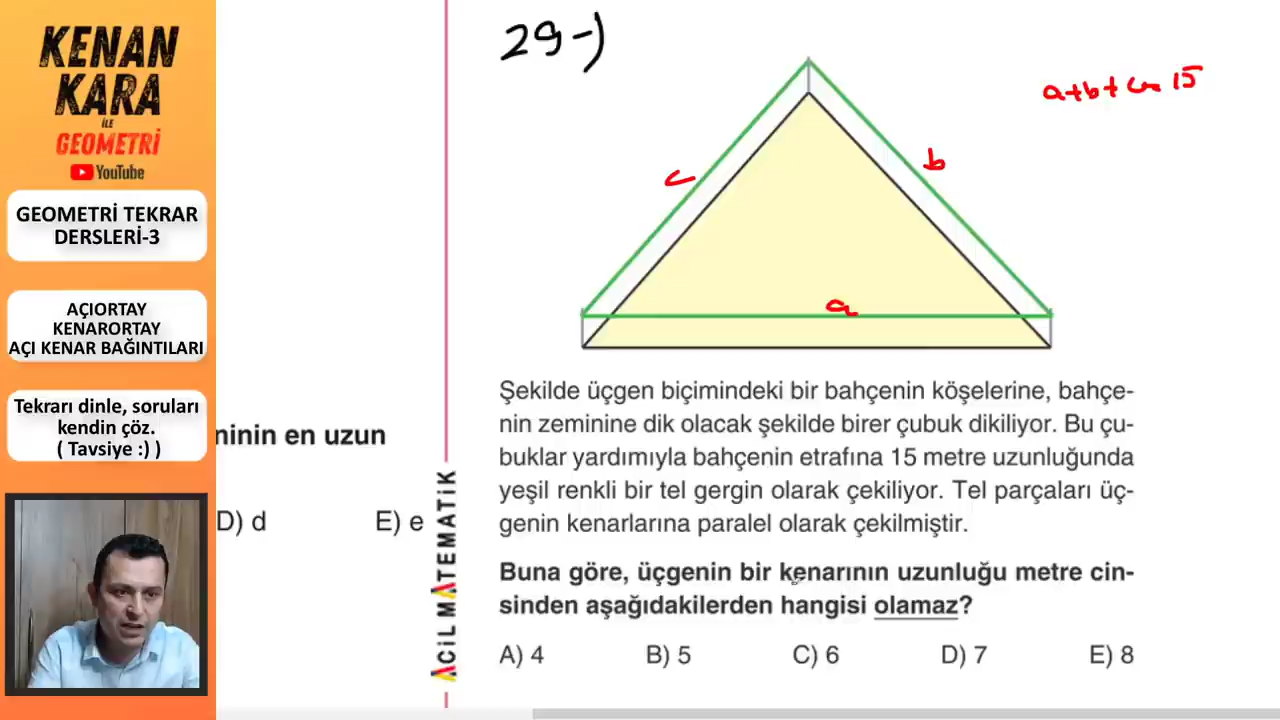 KENAN
KARA
İLE
GEOMETRİ
YouTube
GEOMETRİ TEKRAR
DERSLERİ-3
AÇIORTAY
KENARORTAY
AÇI KENAR BAĞINTILARI
Tekrarı dinle, soruları
kendin çöz.
( Tavsiye :) )
ninin en uzun
D) d E) e
ACİL MATEMATİK
29-)
a+b+c= 15
c
b
a
Şekilde üçgen biçimindeki bir bahçenin köşelerine, bahçe-
nin zeminine dik olacak şekilde birer çubuk dikiliyor. Bu çu-
buklar yardımıyla bahçenin etrafına 15 metre uzunluğunda
yeşil renkli bir tel gergin olarak çekiliyor. Tel parçaları üç-
genin kenarlarına paralel olarak çekilmiştir.
Buna göre, üçgenin bir kenarının uzunluğu metre cin-
sinden aşağıdakilerden hangisi olamaz?
A) 4 B) 5 C) 6 D) 7 E) 8